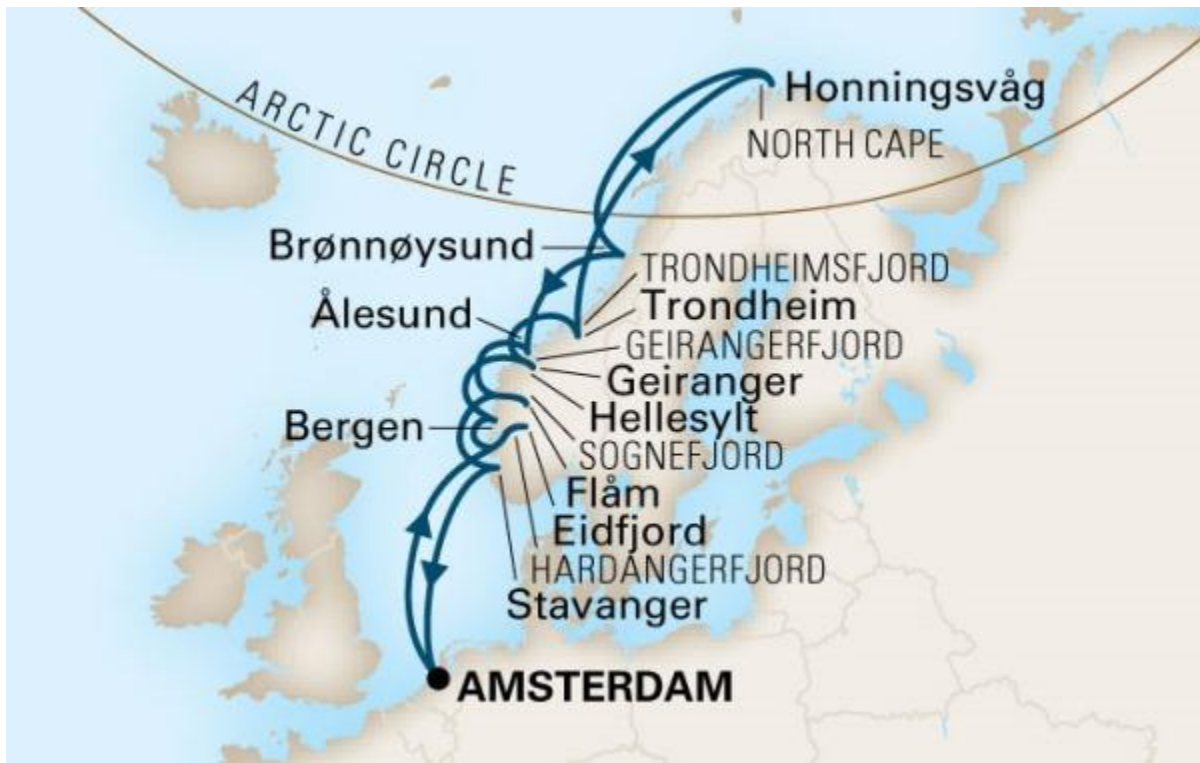 Honningsvåg
NORTH CAPE
ARCTIC CIRCLE
Brønnøysund
TRONDHEIMSFJORD
Trondheim
Ålesund
GEIRANGERFJORD
Geiranger
Hellesylt
Bergen
SOGNEFJORD
Flåm
Eidfjord
HARDANGERFJORD
Stavanger
AMSTERDAM